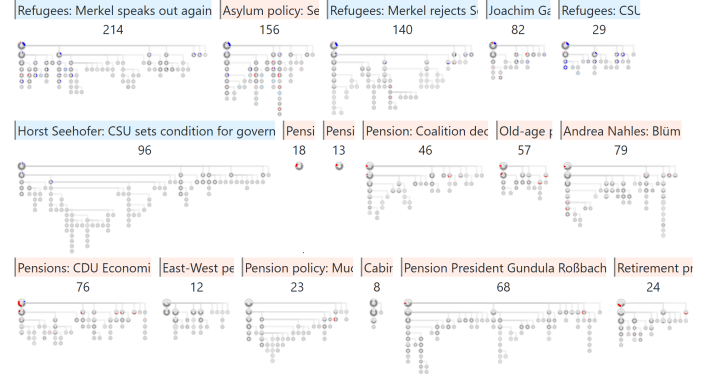 Refugees: Merkel speaks out again
Asylum policy: Se
Refugees: Merkel rejects S
Joachim Ga
Refugees: CSU
214
156
140
82
29
Horst Seehofer: CSU sets condition for govern
Pensi
Pensi
Pension: Coalition dec
Old-age p
Andrea Nahles: Blüm
96
18
13
46
57
79
Pensions: CDU Economi
East-West pe
Pension policy: Muc
Cabin
Pension President Gundula Roßbach
Retirement pr
76
12
23
8
68
24